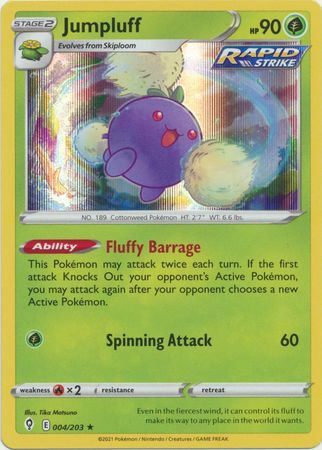 STAGE 2
Jumpluff
HP 90
Evolves from Skiploom
RAPID
STRIKE
NO. 189. Cottonweed Pokémon. HT: 2'7" WT: 6.6 lbs.
Ability Fluffy Barrage
This Pokémon may attack twice each turn. If the first
attack Knocks Out your opponent's Active Pokémon,
you may attack again after your opponent chooses a new
Active Pokémon.
Spinning Attack 60
weakness ×2 resistance retreat
Illus. Tika Matsuno
E 004/203 ★
Even in the fiercest wind, it can control its fluff to
make its way to any place in the world it wants.
©2021 Pokémon / Nintendo / Creatures / GAME FREAK